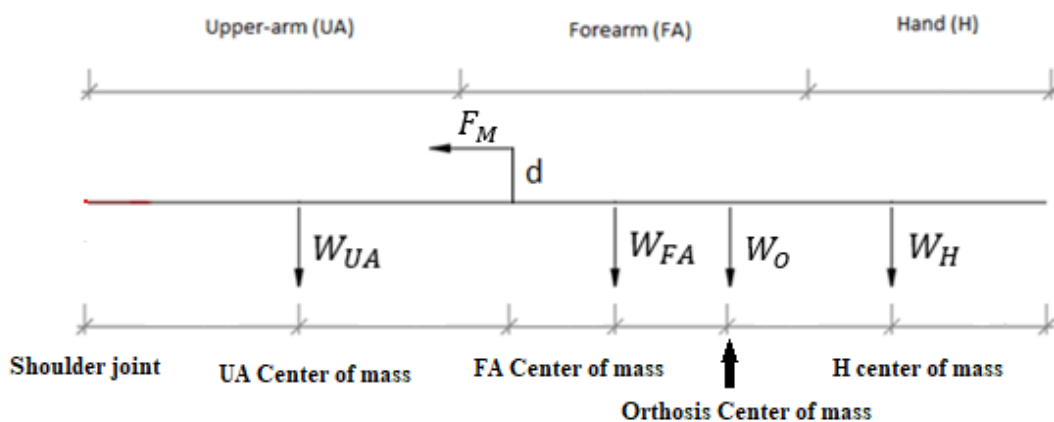 Upper-arm (UA) Forearm (FA) Hand (H)
F_M
d
W_UA W_FA W_O W_H
Shoulder joint UA Center of mass FA Center of mass H center of mass
Orthosis Center of mass